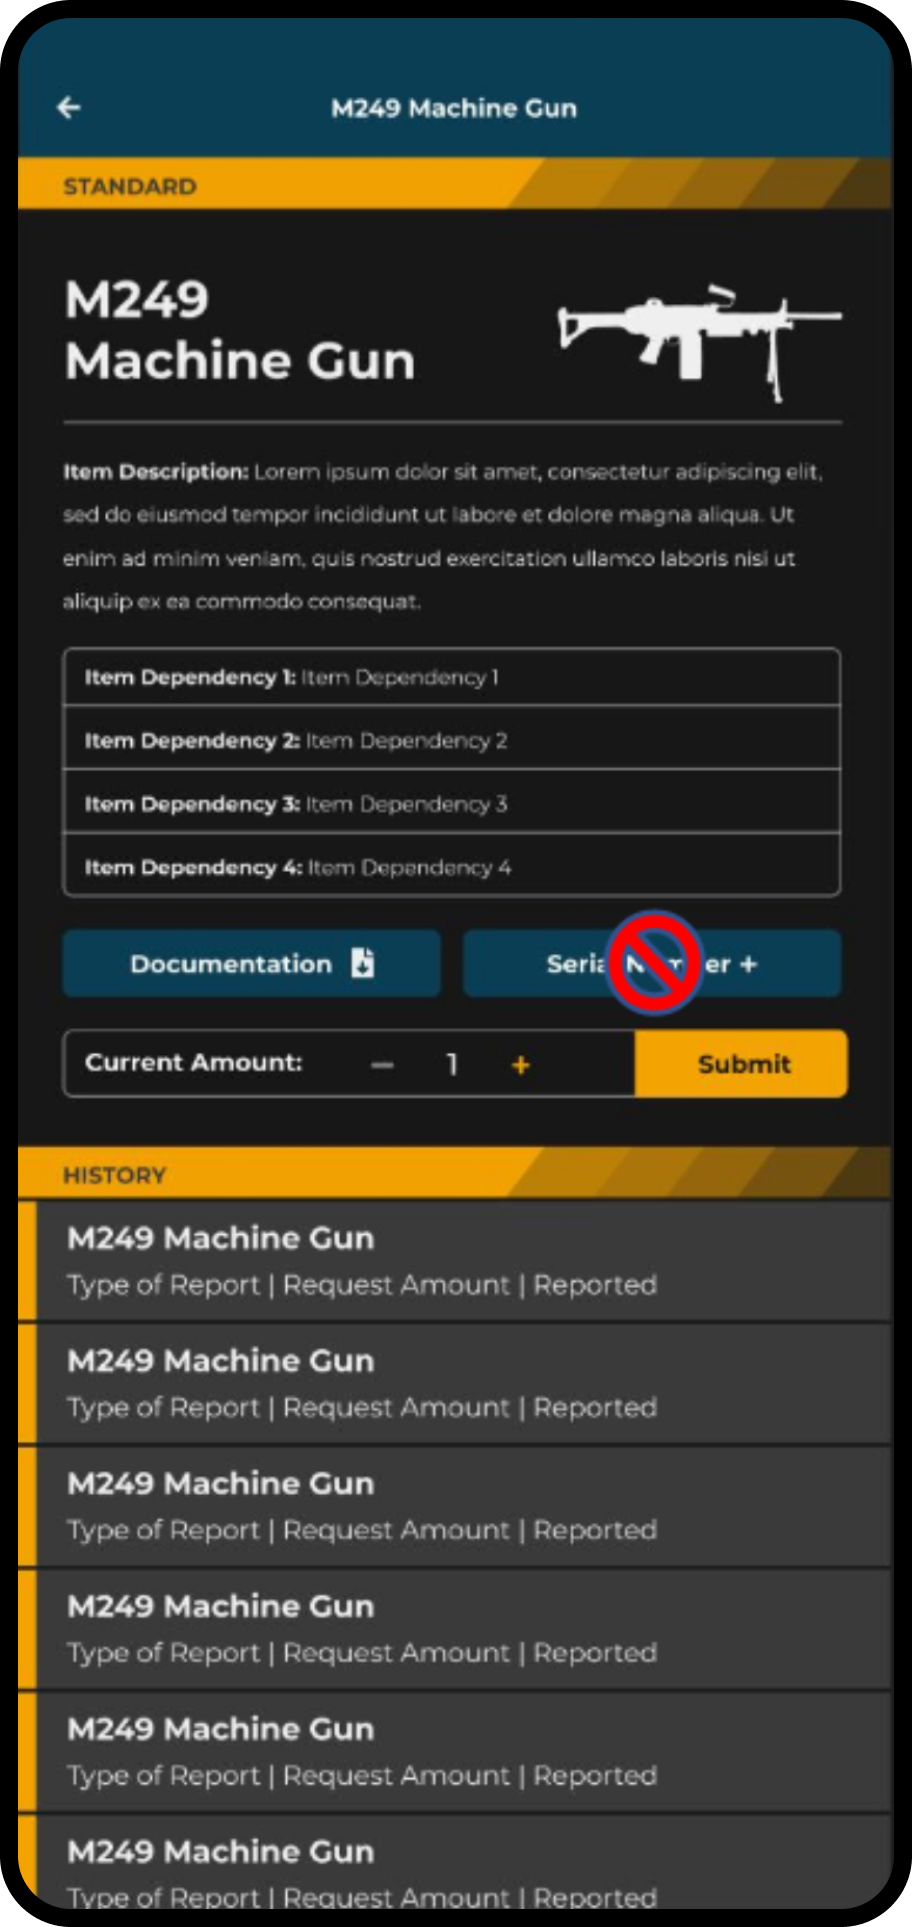 M249 Machine Gun
STANDARD
M249
Machine Gun
Item Description: Lorem ipsum dolor sit amet, consectetur adipiscing elit,
sed do eiusmod tempor incididunt ut labore et dolore magna aliqua. Ut
enim ad minim veniam, quis nostrud exercitation ullamco laboris nisi ut
aliquip ex ea commodo consequat.
Item Dependency 1: Item Dependency 1
Item Dependency 2: Item Dependency 2
Item Dependency 3: Item Dependency 3
Item Dependency 4: Item Dependency 4
Documentation
Serial Number +
Current Amount: — 1 + Submit
HISTORY
M249 Machine Gun
Type of Report | Request Amount | Reported
M249 Machine Gun
Type of Report | Request Amount | Reported
M249 Machine Gun
Type of Report | Request Amount | Reported
M249 Machine Gun
Type of Report | Request Amount | Reported
M249 Machine Gun
Type of Report | Request Amount | Reported
M249 Machine Gun
Type of Report | Request Amount | Reported